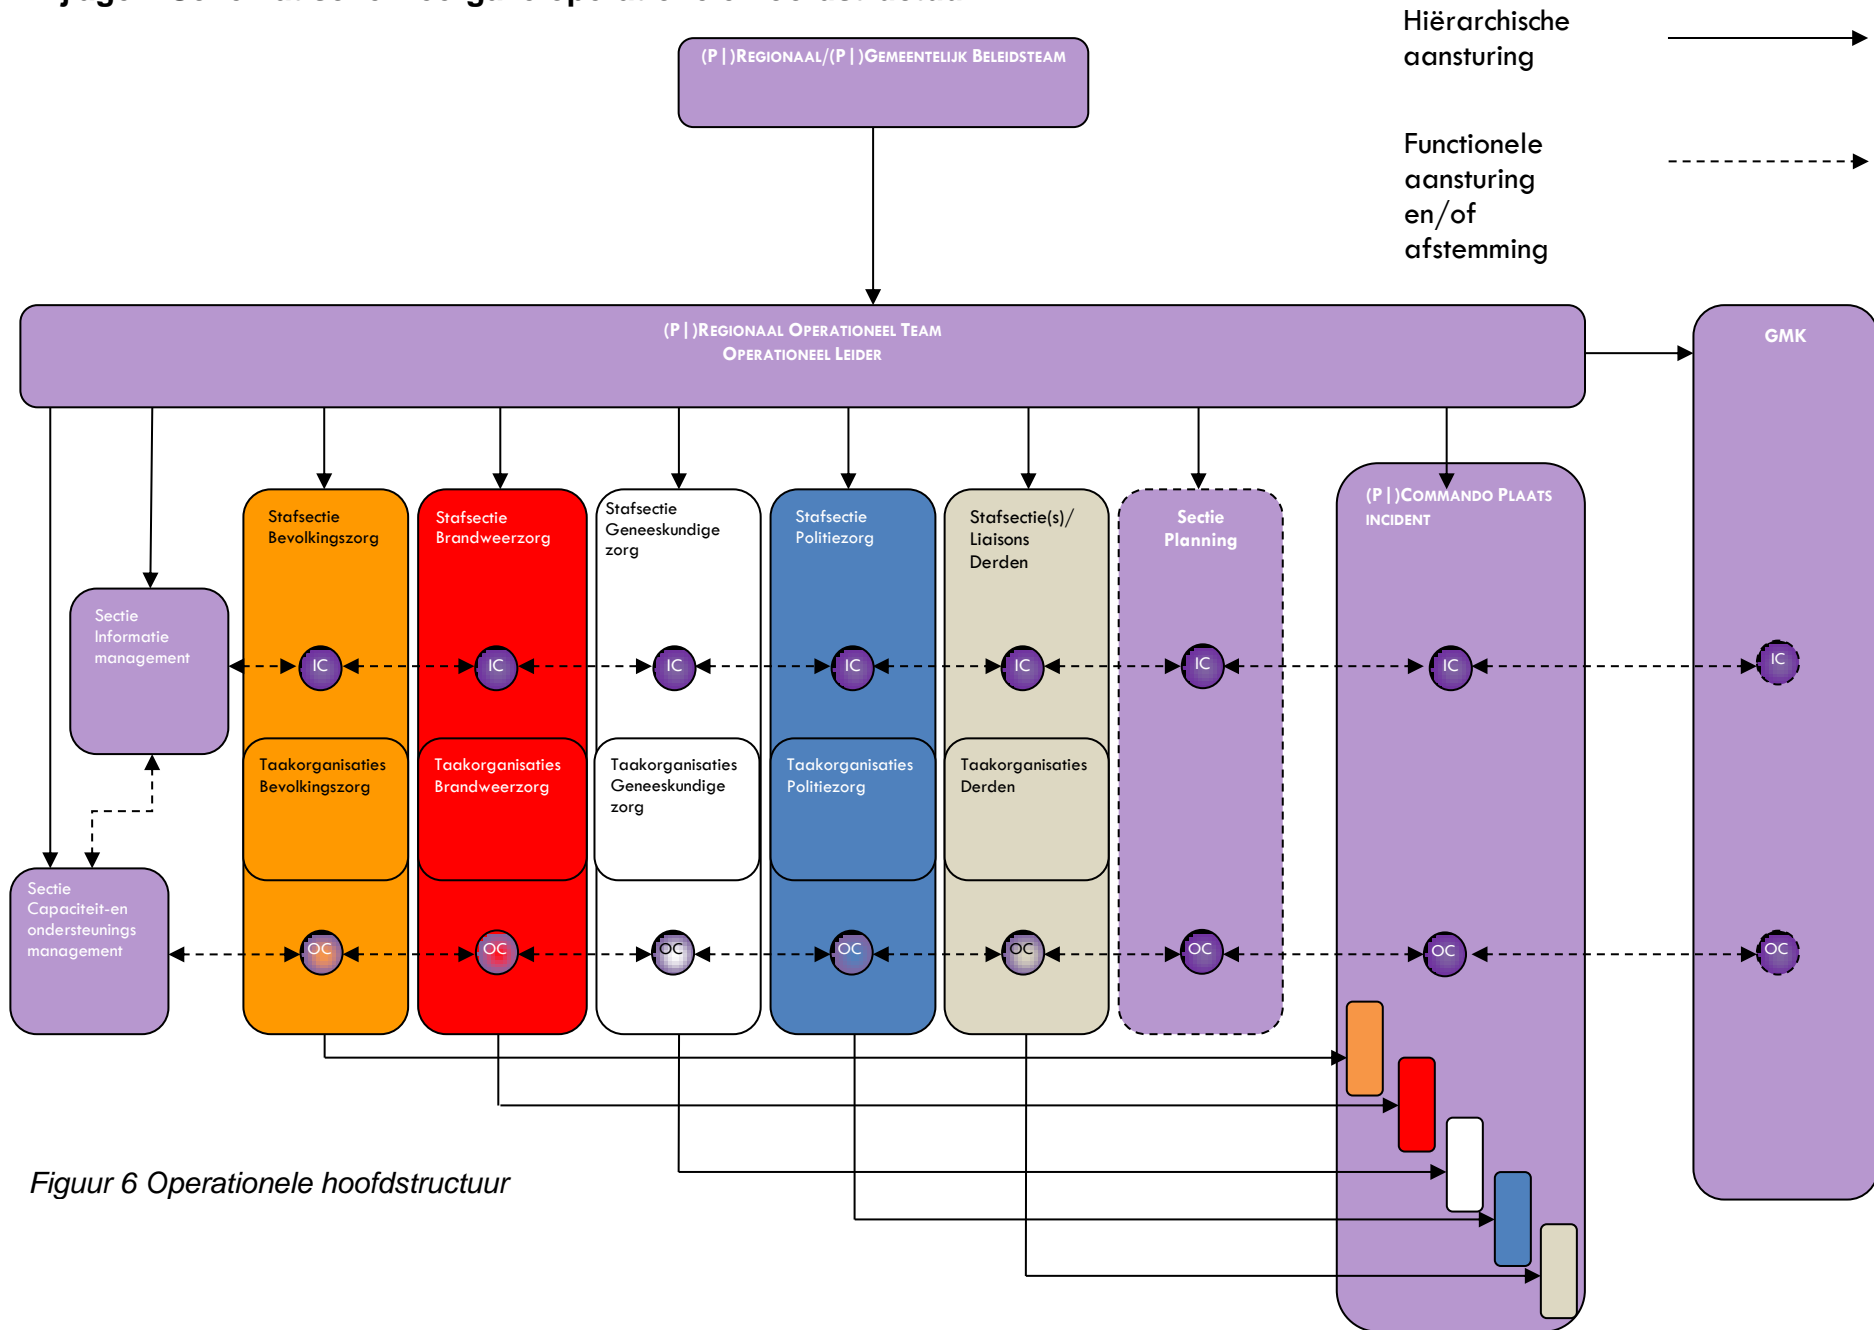 Hiërarchische
aansturing
(P|)REGIONAAL/(P|)GEMEENTELIJK BELEIDSTEAM
Functionele
aansturing
en/of
afstemming
(P|)REGIONAAL OPERATIONEEL TEAM
OPERATIONEEL LEIDER
GMK
Stafsectie
Bevolkingszorg
Stafsectie
Brandweerzorg
Stafsectie
Geneeskundige
zorg
Stafsectie
Politiezorg
Stafsectie(s)/
Liaisons
Derden
Sectie
Planning
(P|)COMMANDO PLAATS
INCIDENT
Sectie
Informatie
management
IC
IC
IC
IC
IC
IC
IC
IC
Taakorganisaties
Bevolkingszorg
Taakorganisaties
Brandweerzorg
Taakorganisaties
Geneeskundige
zorg
Taakorganisaties
Politiezorg
Taakorganisaties
Derden
Sectie
Capaciteit-en
ondersteunings
management
OC
OC
OC
OC
OC
OC
OC
OC
Figuur 6 Operationele hoofdstructuur